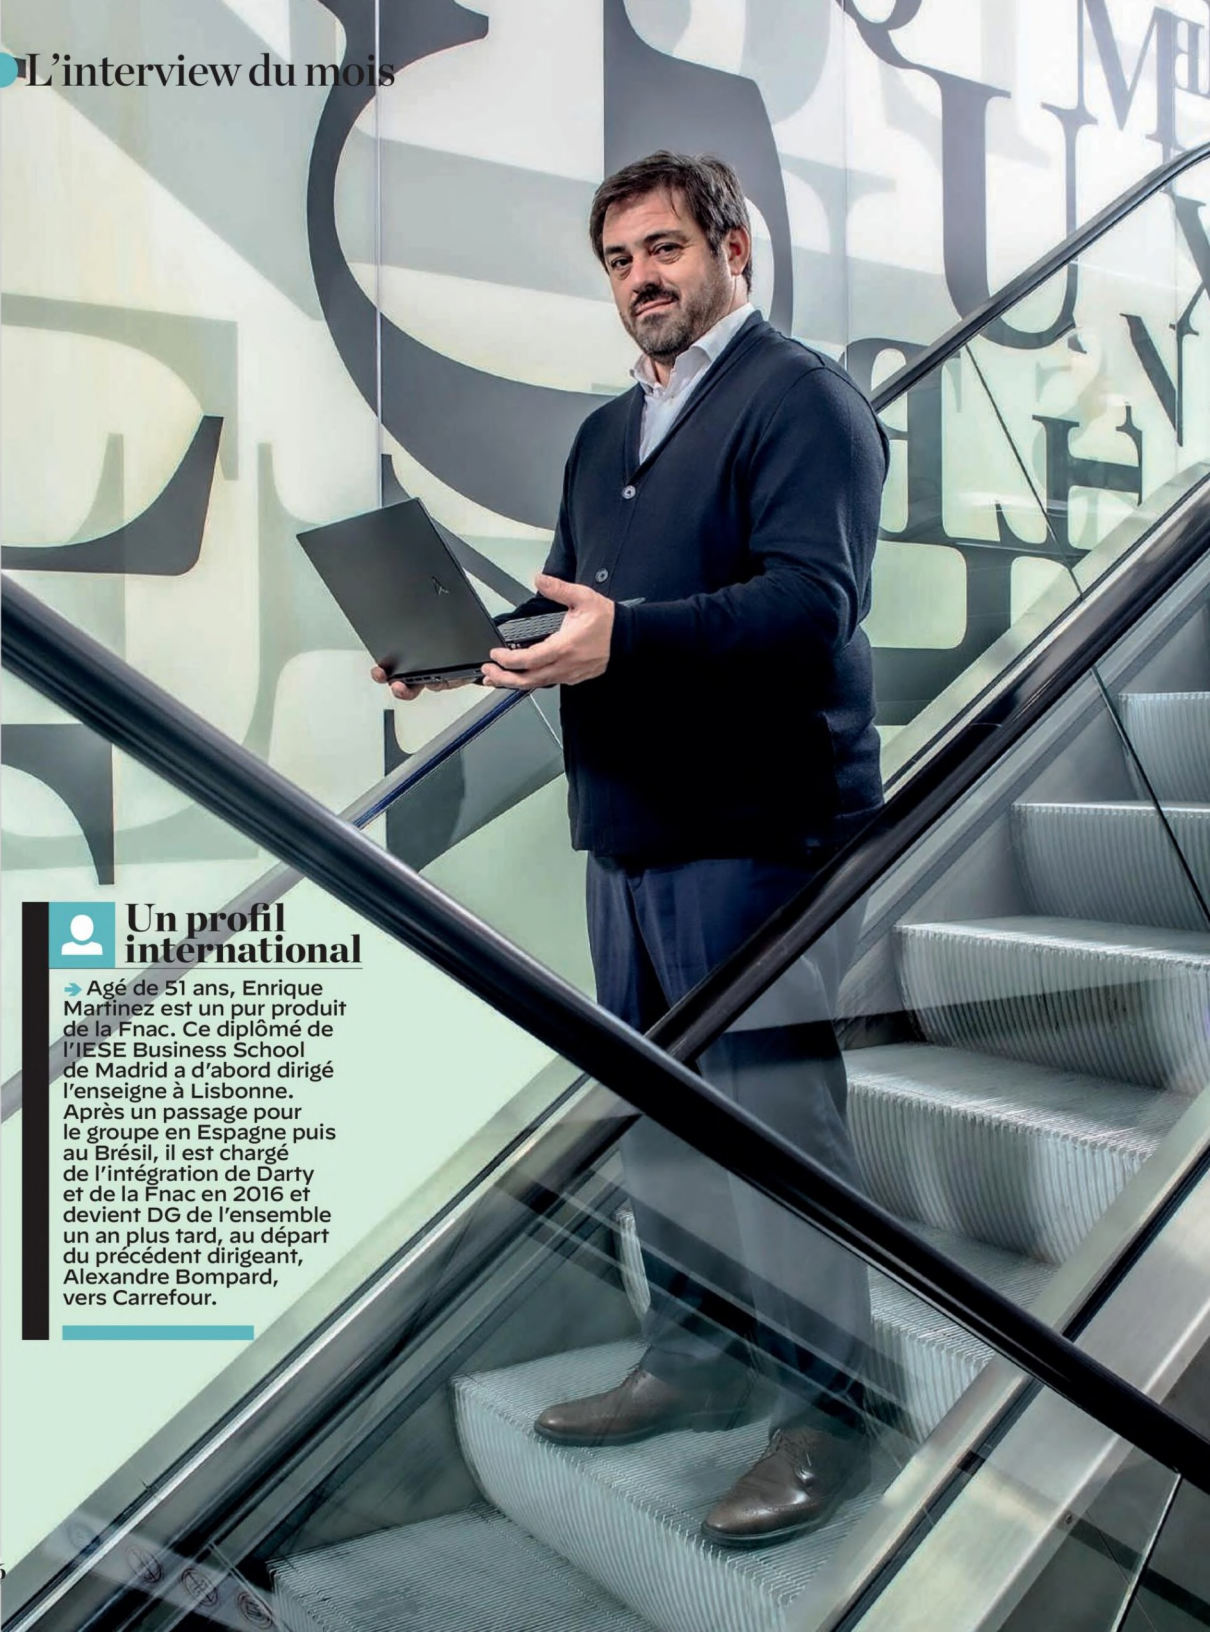 L'interview du mois
Un profil
international
➔ Agé de 51 ans, Enrique
Martinez est un pur produit
de la Fnac. Ce diplômé de
l'IESE Business School
de Madrid a d'abord dirigé
l'enseigne à Lisbonne.
Après un passage pour
le groupe en Espagne puis
au Brésil, il est chargé
de l'intégration de Darty
et de la Fnac en 2016 et
devient DG de l'ensemble
un an plus tard, au départ
du précédent dirigeant,
Alexandre Bompard,
vers Carrefour.